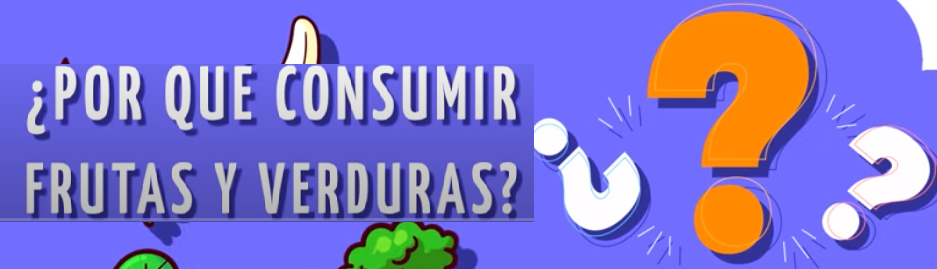 ¿POR QUE CONSUMIR
FRUTAS Y VERDURAS?